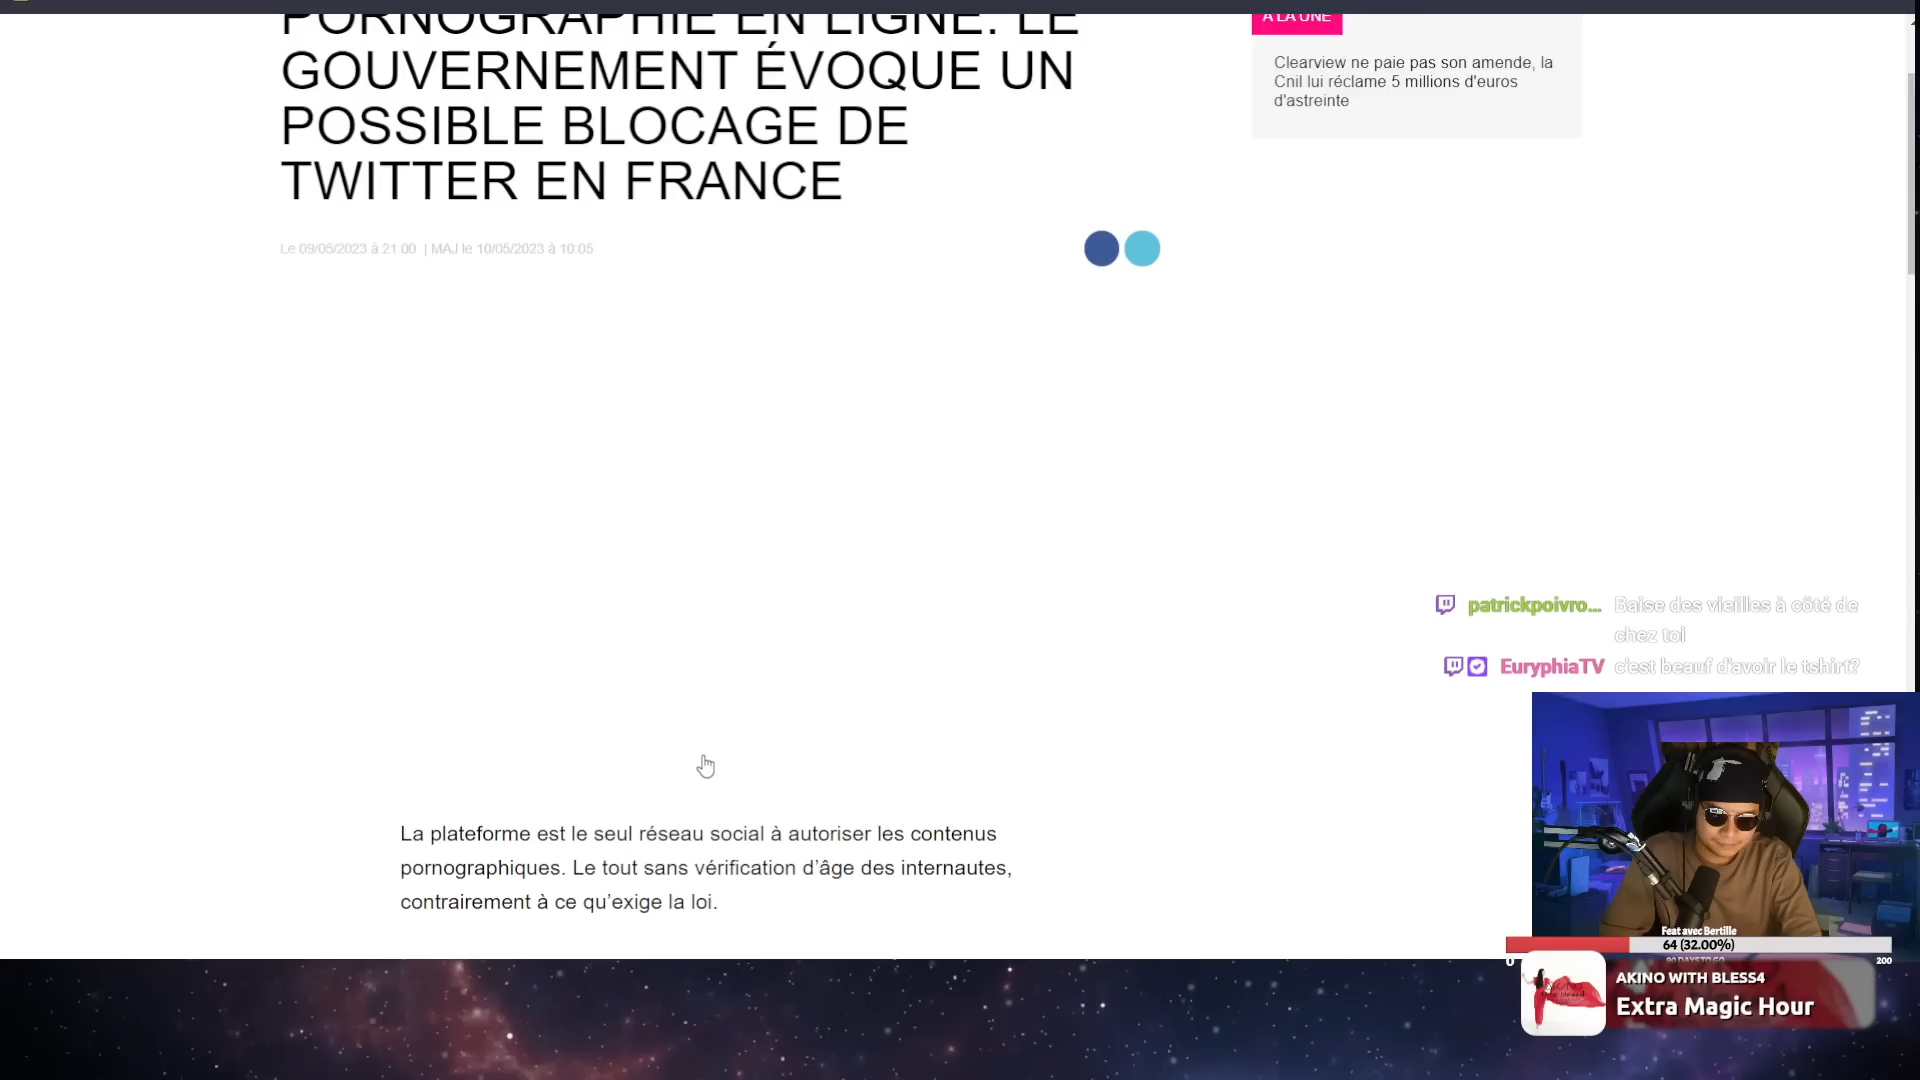 PORNOGRAPHIE EN LIGNE: LE
GOUVERNEMENT ÉVOQUE UN
POSSIBLE BLOCAGE DE
TWITTER EN FRANCE
Le 09/05/2023 à 21:00 | MAJ le 10/05/2023 à 10:05
À LA UNE
Clearview ne paie pas son amende, la
Cnil lui réclame 5 millions d'euros
d'astreinte
La plateforme est le seul réseau social à autoriser les contenus
pornographiques. Le tout sans vérification d’âge des internautes,
contrairement à ce qu’exige la loi.
patrickpoivro... Baise des vieilles à côté de
chez toi
EuryphiaTV c'est beauf d'avoir le tshirt?
Feat avec Bertille
64 (32.00%)
0
200
AKINO WITH BLESS4
Extra Magic Hour